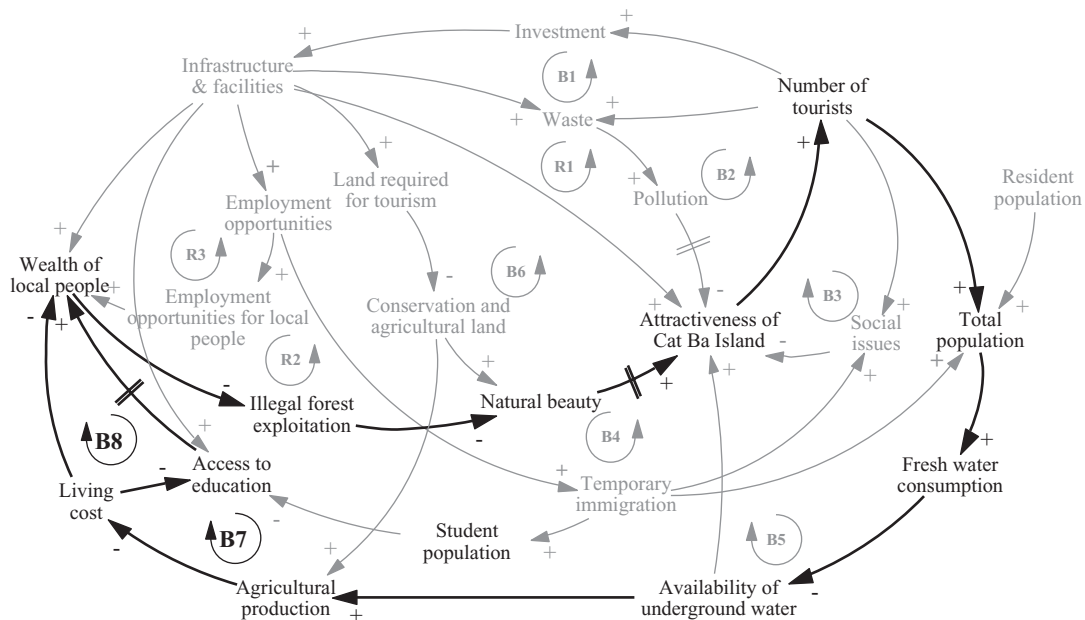 Investment
Infrastructure
& facilities
B1
Number of
tourists
Waste
R1
B2
Land required
for tourism
Pollution
Resident
population
Employment
opportunities
R3
B6
Wealth of
local people
Employment
opportunities for local
people
Conservation and
agricultural land
Attractiveness of
Cat Ba Island
B3
Social
issues
Total
population
R2
Illegal forest
exploitation
Natural beauty
B4
B8
Access to
education
Living
cost
Temporary
immigration
Fresh water
consumption
B7
Student
population
B5
Agricultural
production
Availability of
underground water